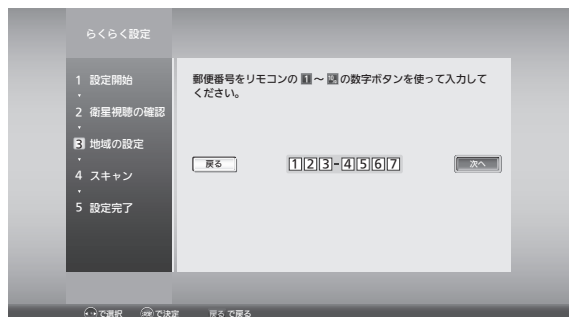 らくらく設定
1 設定開始
2 衛星視聴の確認
3 地域の設定
4 スキャン
5 設定完了
郵便番号をリモコンの 1 ~ 10 の数字ボタンを使って入力して
ください。
戻る 123-4567 次へ
で選択 決定 で決定 戻る で戻る